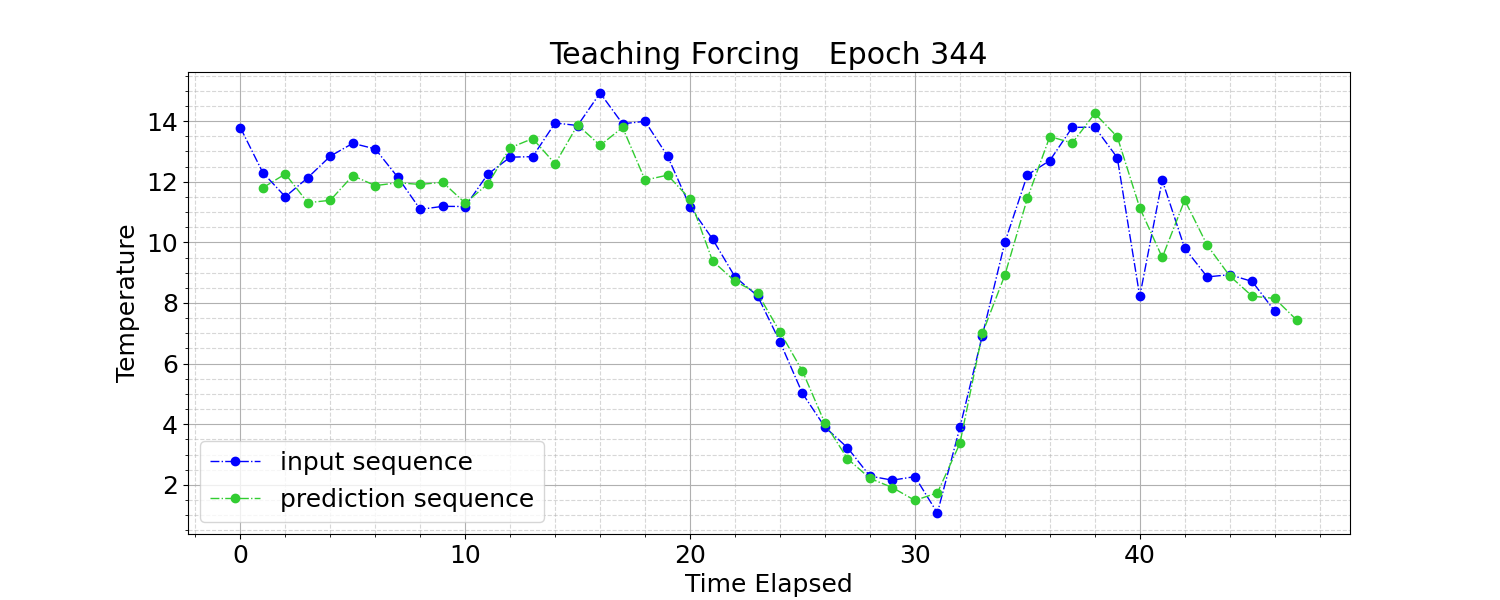 Teaching Forcing   Epoch 344
Temperature
14
12
10
8
6
4
2
input sequence
prediction sequence
0 10 20 30 40
Time Elapsed